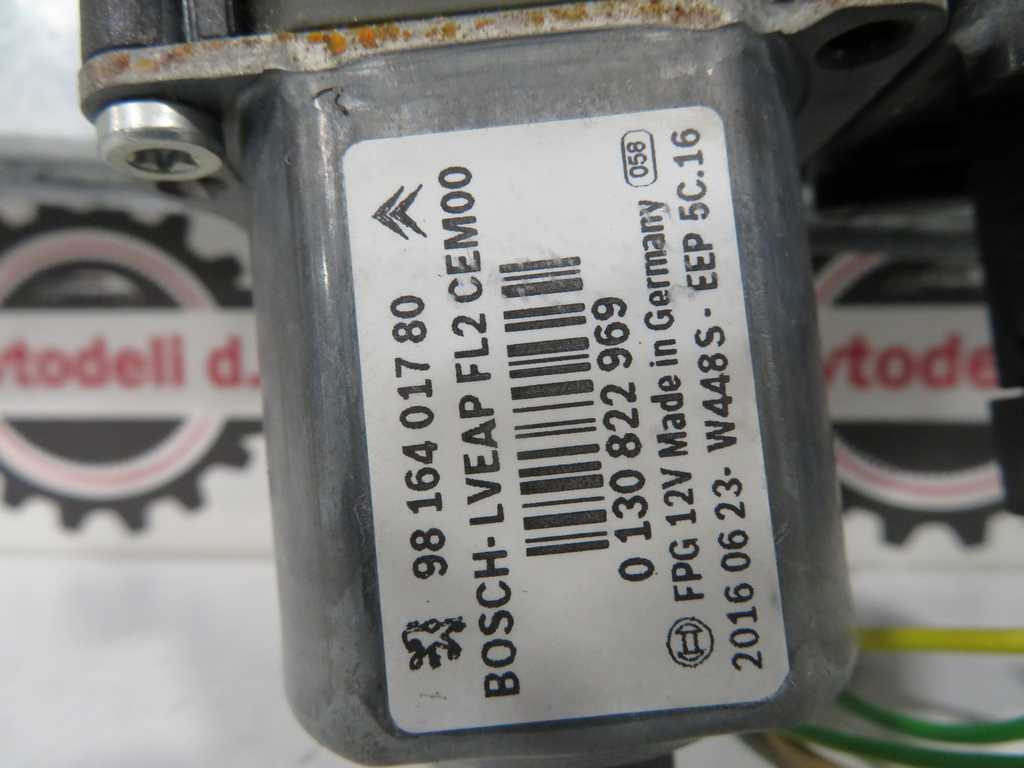 98 164 017 80
BOSCH-LVEAP FL2 CEM00
0 130 822 969
FPG 12V Made in Germany 058
2016 06 23- W448S - EEP 5C.16
vtodeli d.
vtodeli